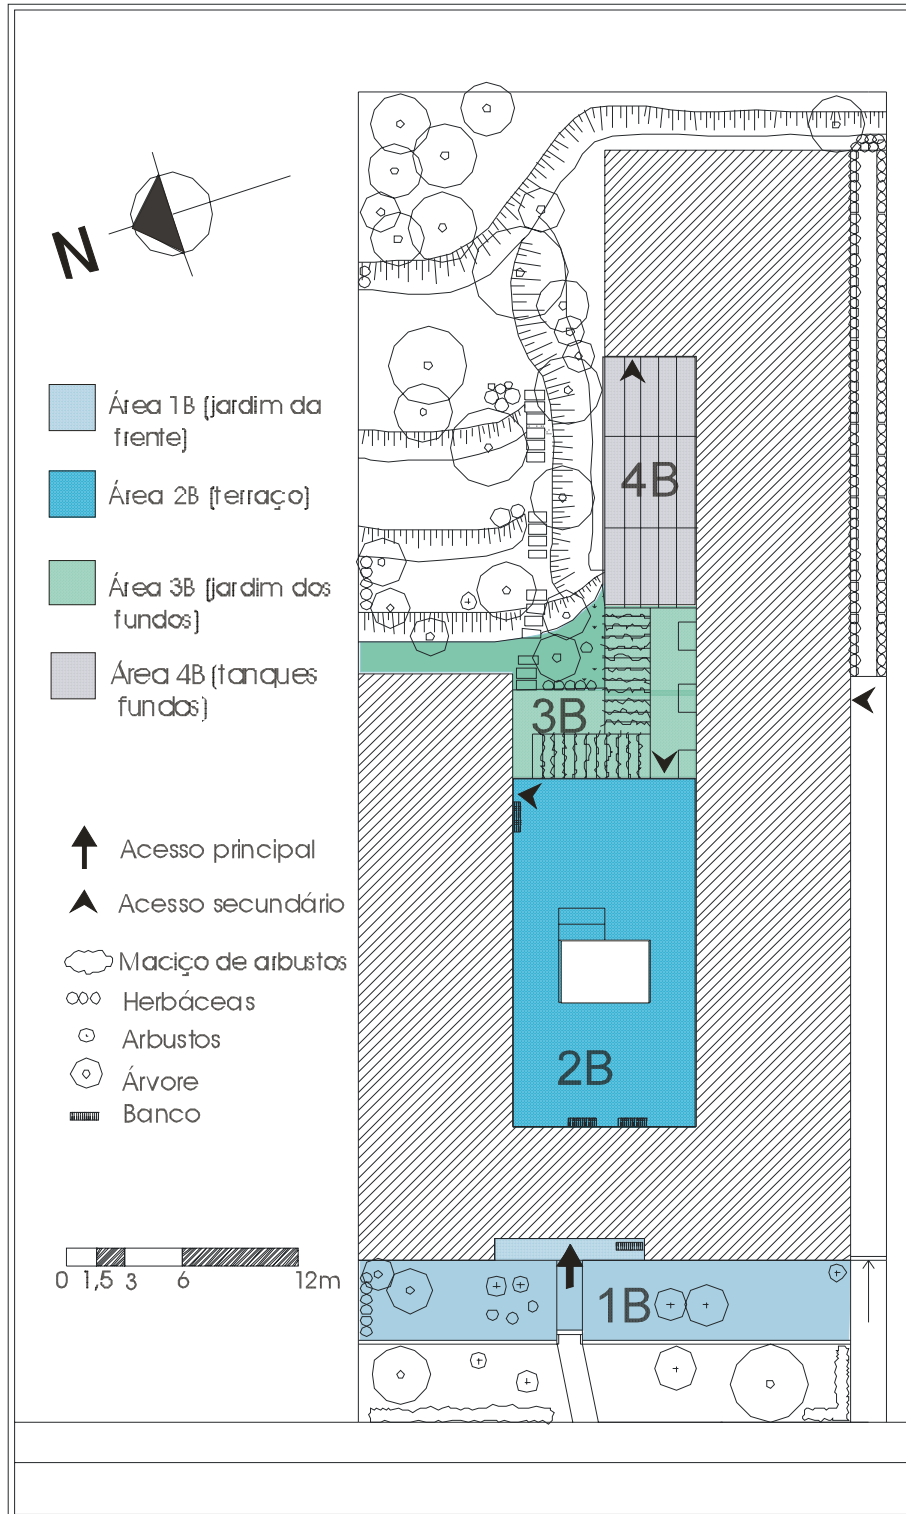 N
Área 1B (jardim da
frente)
Área 2B (terraço)
Área 3B (jardim dos
fundos)
Área 4B (tanques
fundos)
Acesso principal
Acesso secundário
Maciço de arbustos
Herbáceas
Arbustos
Árvore
Banco
0 1,5 3 6 12m
4B
3B
2B
1B